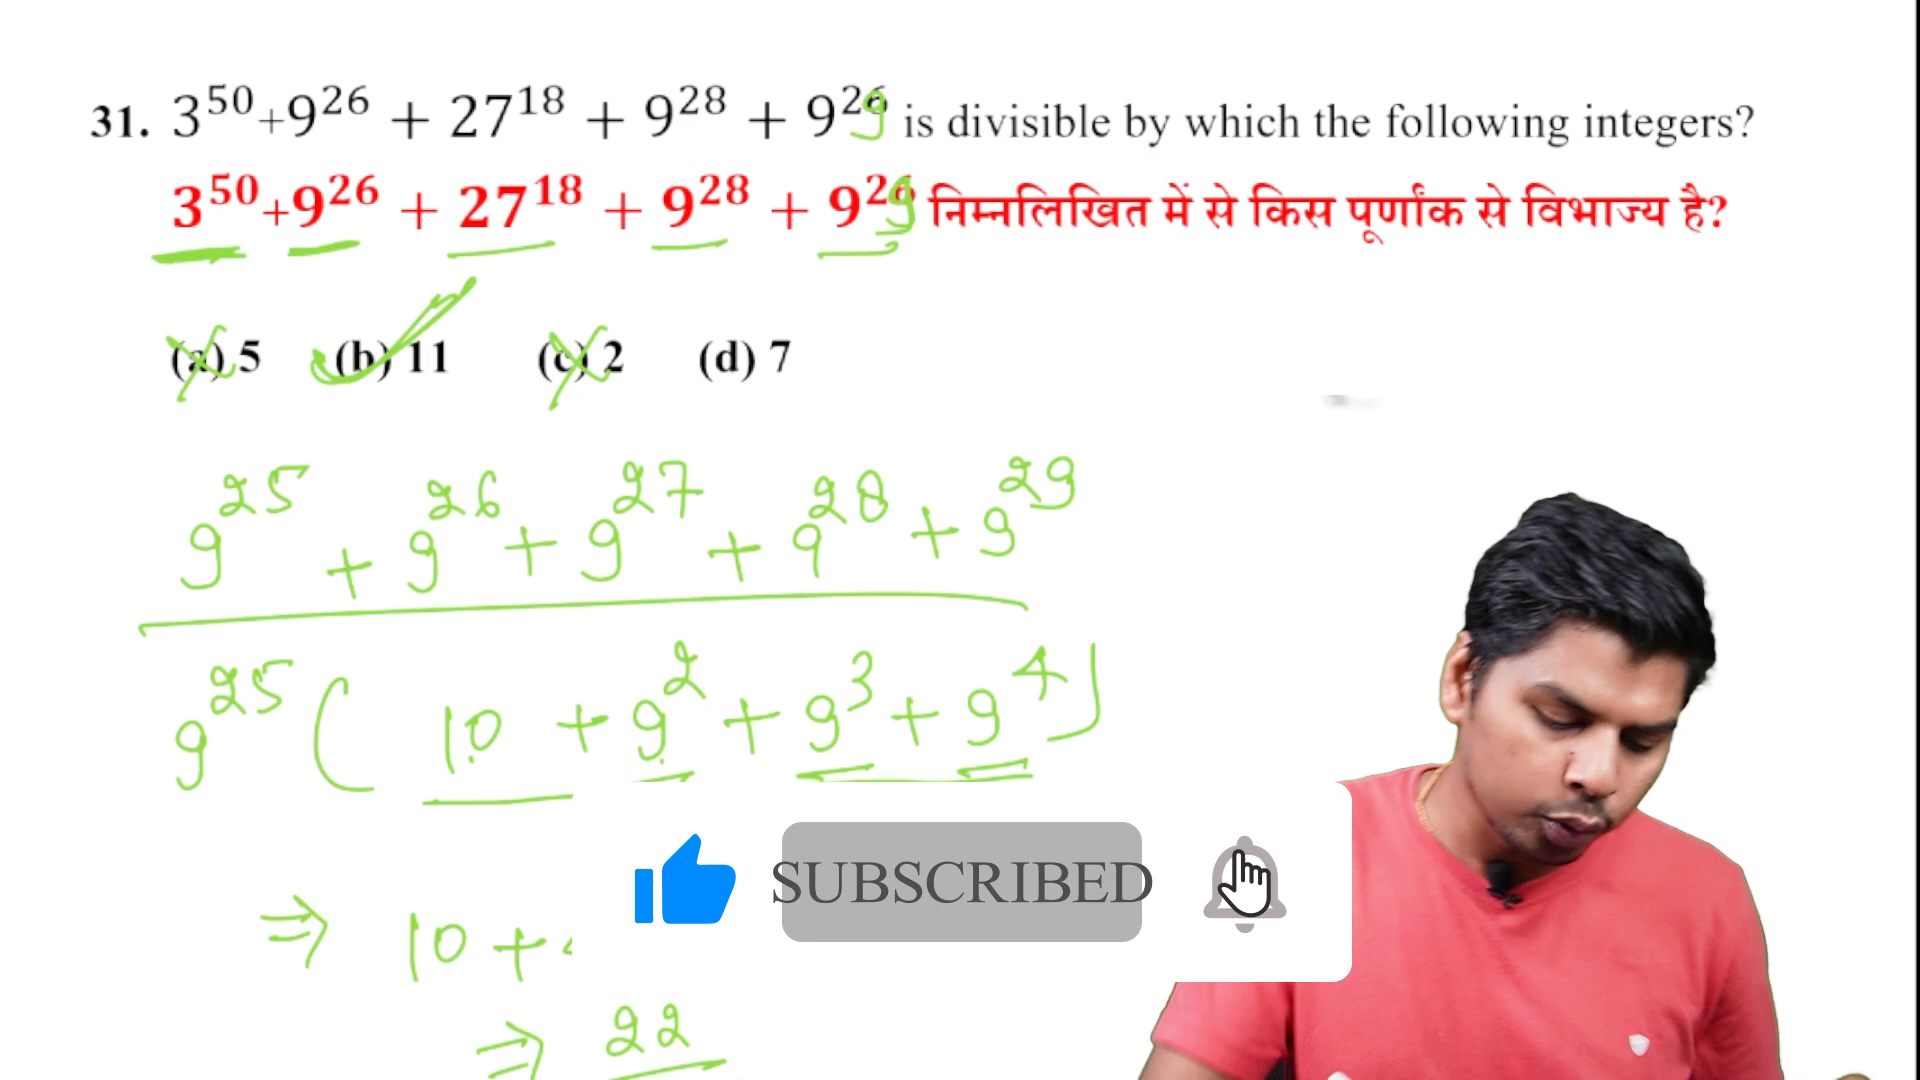 31. 3^50+9^26 + 27^18 + 9^28 + 9^29 is divisible by which the following integers?
3^50+9^26 + 27^18 + 9^28 + 9^29 निम्नलिखित में से किस पूर्णांक से विभाज्य है?
(a) 5 (b) 11 (c) 2 (d) 7
9^25 + 9^26 + 9^27 + 9^28 + 9^29
9^25 ( 10 + 9^2 + 9^3 + 9^4 )
SUBSCRIBED
⇒ 10 +
⇒ 22